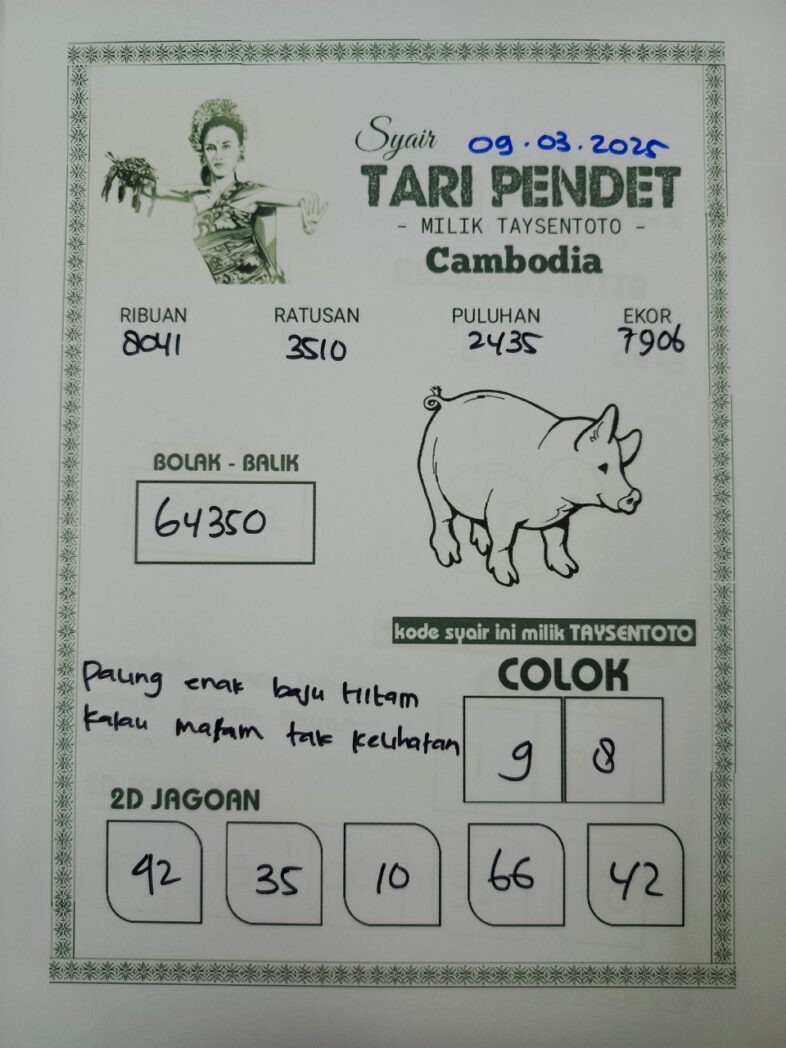 Syair 09.03.2025
TARI PENDET
- MILIK TAYSENTOTO -
Cambodia
RIBUAN RATUSAN PULUHAN EKOR
8041 3510 2435 7906
BOLAK - BALIK
64350
kode syair ini milik TAYSENTOTO
COLOK
9 8
Paling enak baju Hitam
Kalau malam tak kelihatan
2D JAGOAN
92 35 10 66 42